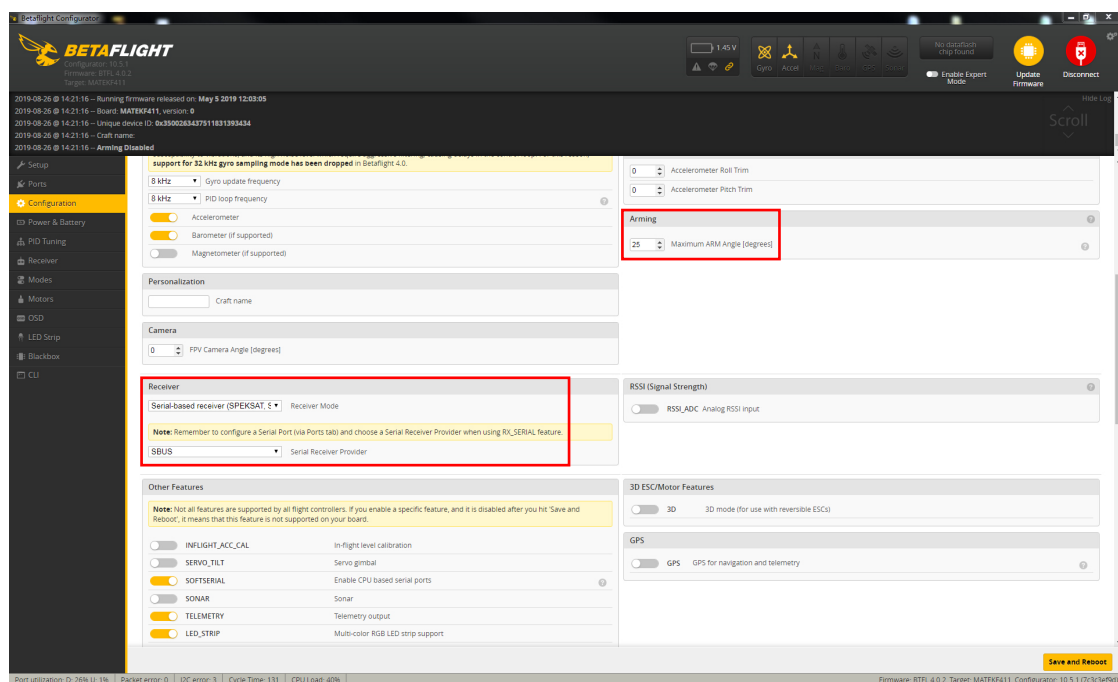 Betaflight Configurator
BETAFLIGHT
Configurator: 10.5.1
Firmware: BTFL 4.0.2
Target: MATEKF411
1.45 V
Gyro
Accel
No dataflash
chip found
Enable Expert
Mode
Update
Firmware
Disconnect
Hide Log
Scroll
2019-08-26 @ 14:21:16 -- Running firmware released on: May 5 2019 12:03:05
2019-08-26 @ 14:21:16 -- Board: MATEKF411, version: 0
2019-08-26 @ 14:21:16 -- Unique device ID: 0x3500263437511831393434
2019-08-26 @ 14:21:16 -- Craft name:
2019-08-26 @ 14:21:16 -- Arming Disabled
Setup
Ports
Configuration
Power & Battery
PID Tuning
Receiver
Modes
Motors
OSD
LED Strip
Blackbox
CLI
support for 32 kHz gyro sampling mode has been dropped in Betaflight 4.0.
8 kHz Gyro update frequency
8 kHz PID loop frequency
Accelerometer
Barometer (if supported)
Magnetometer (if supported)
0 Accelerometer Roll Trim
0 Accelerometer Pitch Trim
Arming
25 Maximum ARM Angle [degrees]
Personalization
Craft name
Camera
0 FPV Camera Angle [degrees]
Receiver
Serial-based receiver (SPEKSAT, S Receiver Mode
Note: Remember to configure a Serial Port (via Ports tab) and choose a Serial Receiver Provider when using RX_SERIAL feature.
SBUS Serial Receiver Provider
RSSI (Signal Strength)
RSSI_ADC Analog RSSI input
Other Features
Note: Not all features are supported by all flight controllers. If you enable a specific feature, and it is disabled after you hit 'Save and
Reboot', it means that this feature is not supported on your board.
INFLIGHT_ACC_CAL In-flight level calibration
SERVO_TILT Servo gimbal
SOFTSERIAL Enable CPU based serial ports
SONAR Sonar
TELEMETRY Telemetry output
LED_STRIP Multi-color RGB LED strip support
3D ESC/Motor Features
3D 3D mode (for use with reversible ESCs)
GPS
GPS GPS for navigation and telemetry
Save and Reboot
Port utilization: D: 26% U: 1% Packet error: 0 I2C error: 3 Cycle Time: 131 CPU Load: 40%
Firmware: BTFL 4.0.2, Target: MATEKF411, Configurator: 10.5.1